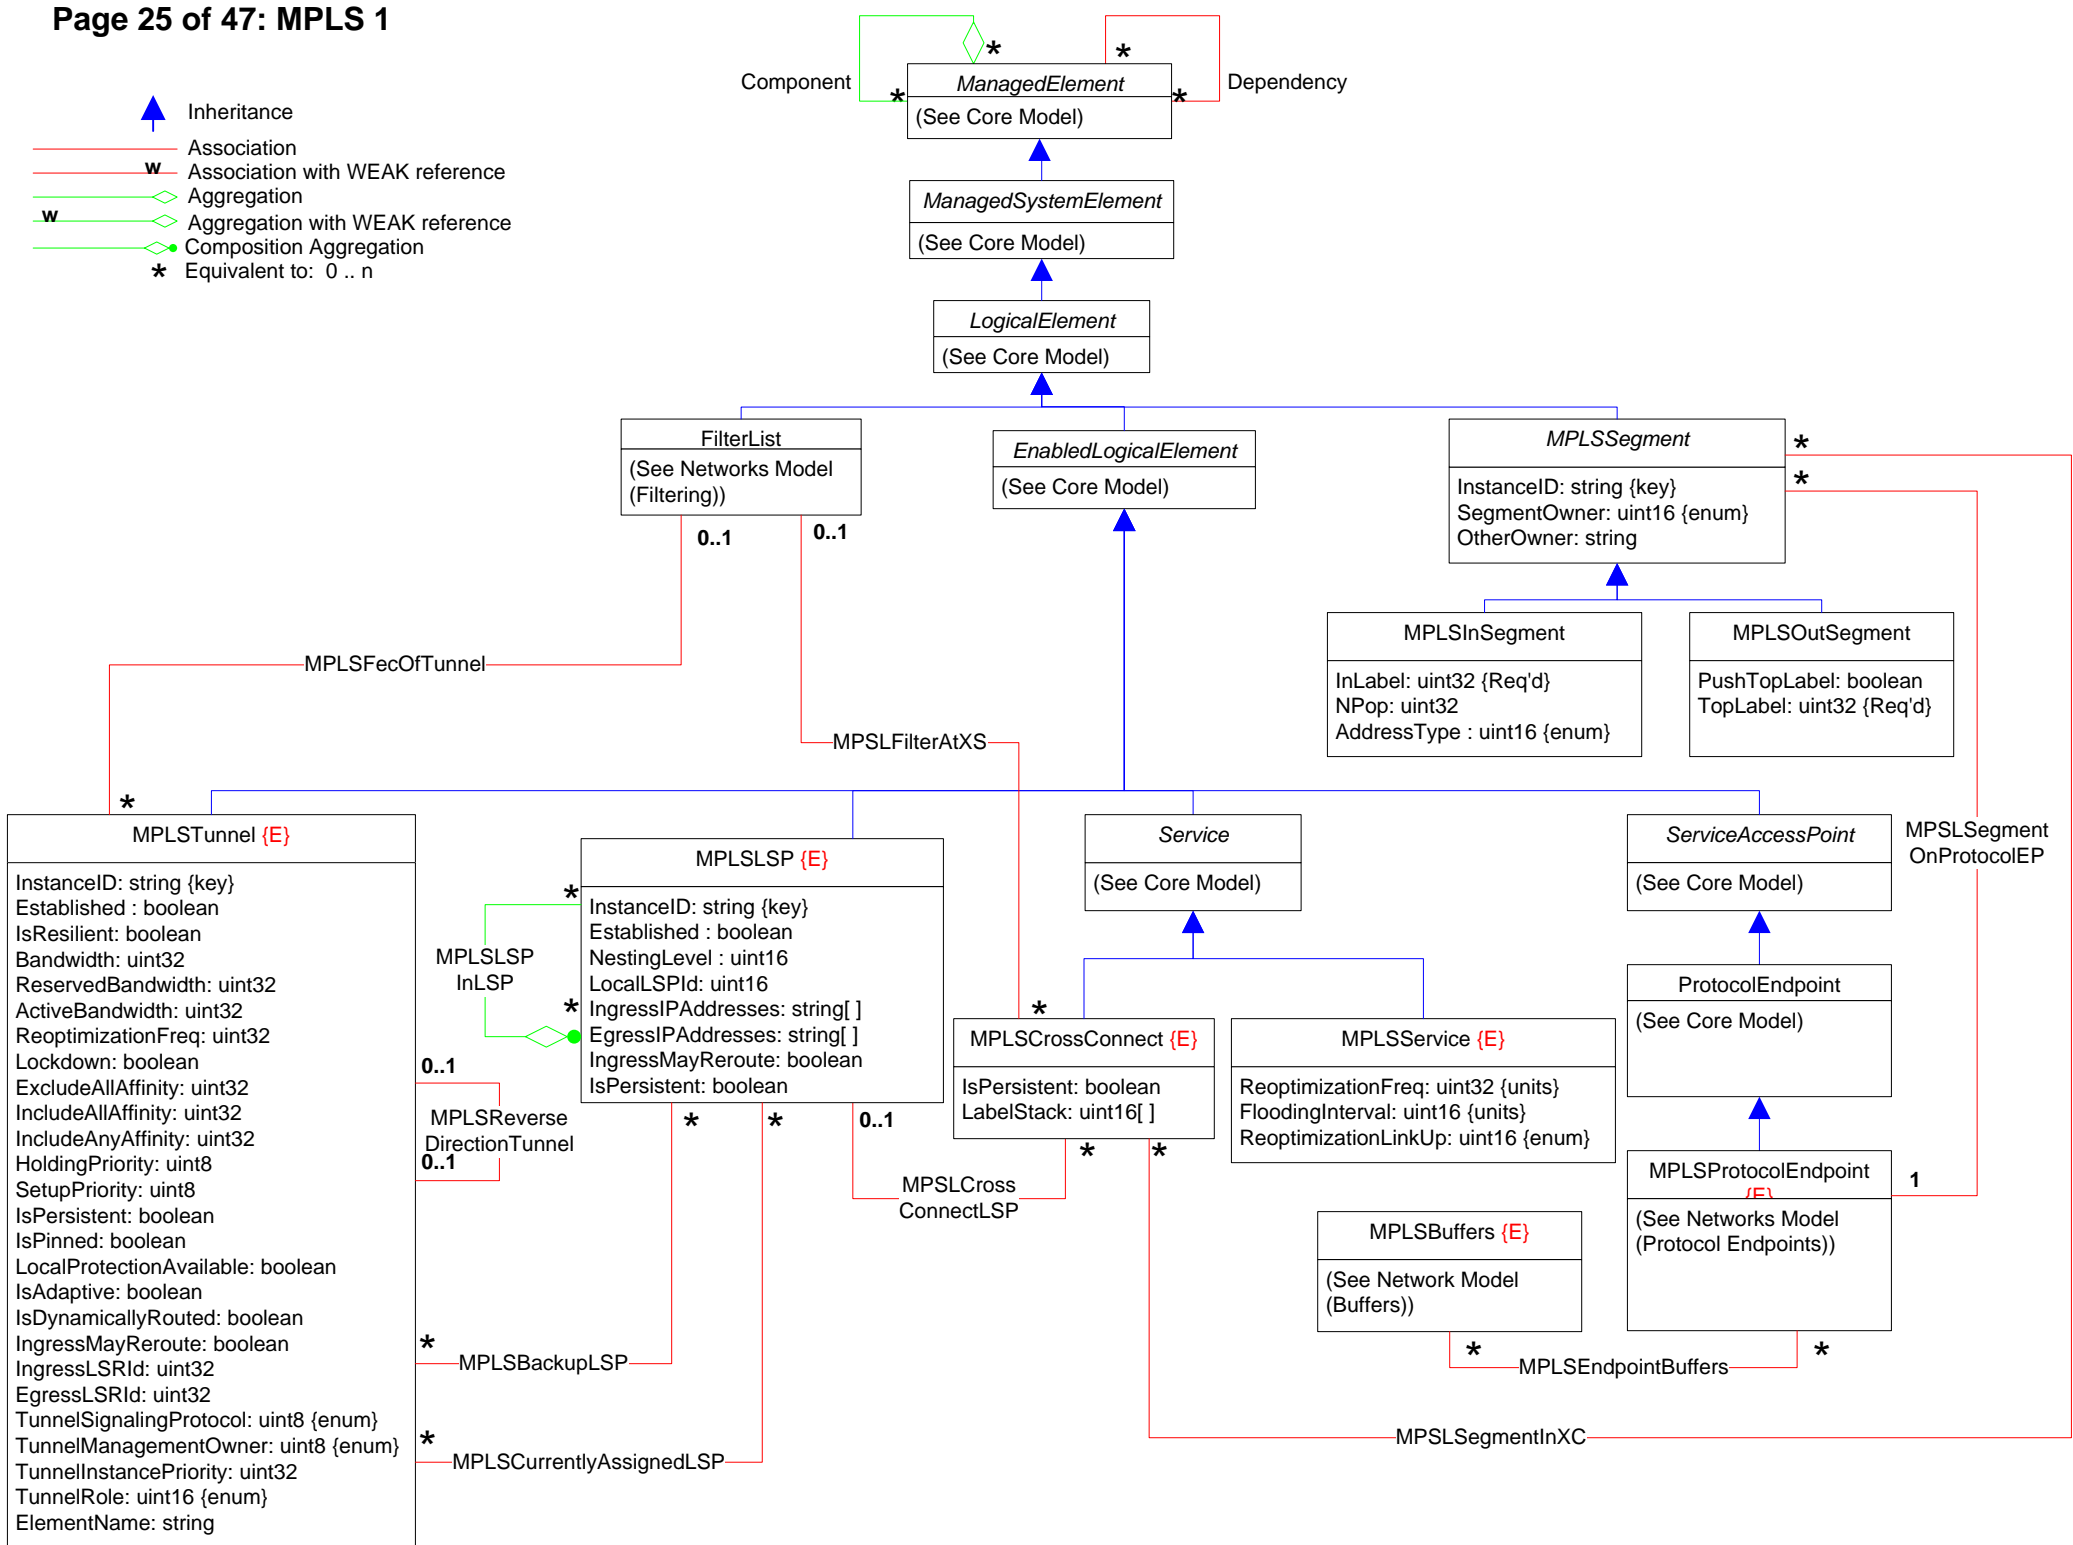 Page 25 of 47: MPLS 1
Inheritance
Association
w
Association with WEAK reference
Aggregation
w
Aggregation with WEAK reference
Composition Aggregation
* Equivalent to: 0 .. n
Component
*
*
ManagedElement
(See Core Model)
*
*
Dependency
ManagedSystemElement
(See Core Model)
LogicalElement
(See Core Model)
FilterList
(See Networks Model
(Filtering))
0..1
0..1
EnabledLogicalElement
(See Core Model)
MPLSSegment
InstanceID: string {key}
SegmentOwner: uint16 {enum}
OtherOwner: string
*
*
MPLSInSegment
InLabel: uint32 {Req'd}
NPop: uint32
AddressType : uint16 {enum}
MPLSOutSegment
PushTopLabel: boolean
TopLabel: uint32 {Req'd}
MPLSFecOfTunnel
MPSLFilterAtXS
*
MPLSTunnel {E}
InstanceID: string {key}
Established : boolean
IsResilient: boolean
Bandwidth: uint32
ReservedBandwidth: uint32
ActiveBandwidth: uint32
ReoptimizationFreq: uint32
Lockdown: boolean
ExcludeAllAffinity: uint32
IncludeAllAffinity: uint32
IncludeAnyAffinity: uint32
HoldingPriority: uint8
SetupPriority: uint8
IsPersistent: boolean
IsPinned: boolean
LocalProtectionAvailable: boolean
IsAdaptive: boolean
IsDynamicallyRouted: boolean
IngressMayReroute: boolean
IngressLSRId: uint32
EgressLSRId: uint32
TunnelSignalingProtocol: uint8 {enum}
TunnelManagementOwner: uint8 {enum}
TunnelInstancePriority: uint32
TunnelRole: uint16 {enum}
ElementName: string
0..1
MPLSReverse
DirectionTunnel
0..1
*
MPLSBackupLSP
*
MPLSCurrentlyAssignedLSP
MPLSLSP {E}
InstanceID: string {key}
Established : boolean
NestingLevel : uint16
LocalLSPId: uint16
IngressIPAddresses: string[ ]
EgressIPAddresses: string[ ]
IngressMayReroute: boolean
IsPersistent: boolean
*
MPLSLSP
InLSP
*
*
*
0..1
MPSLCross
ConnectLSP
Service
(See Core Model)
*
MPLSCrossConnect {E}
IsPersistent: boolean
LabelStack: uint16[ ]
*
*
MPLSService {E}
ReoptimizationFreq: uint32 {units}
FloodingInterval: uint16 {units}
ReoptimizationLinkUp: uint16 {enum}
ServiceAccessPoint
(See Core Model)
MPSLSegment
OnProtocolEP
ProtocolEndpoint
(See Core Model)
MPLSProtocolEndpoint
{E}
(See Networks Model
(Protocol Endpoints))
1
MPLSBuffers {E}
(See Network Model
(Buffers))
*
MPLSEndpointBuffers
*
MPSLSegmentInXC